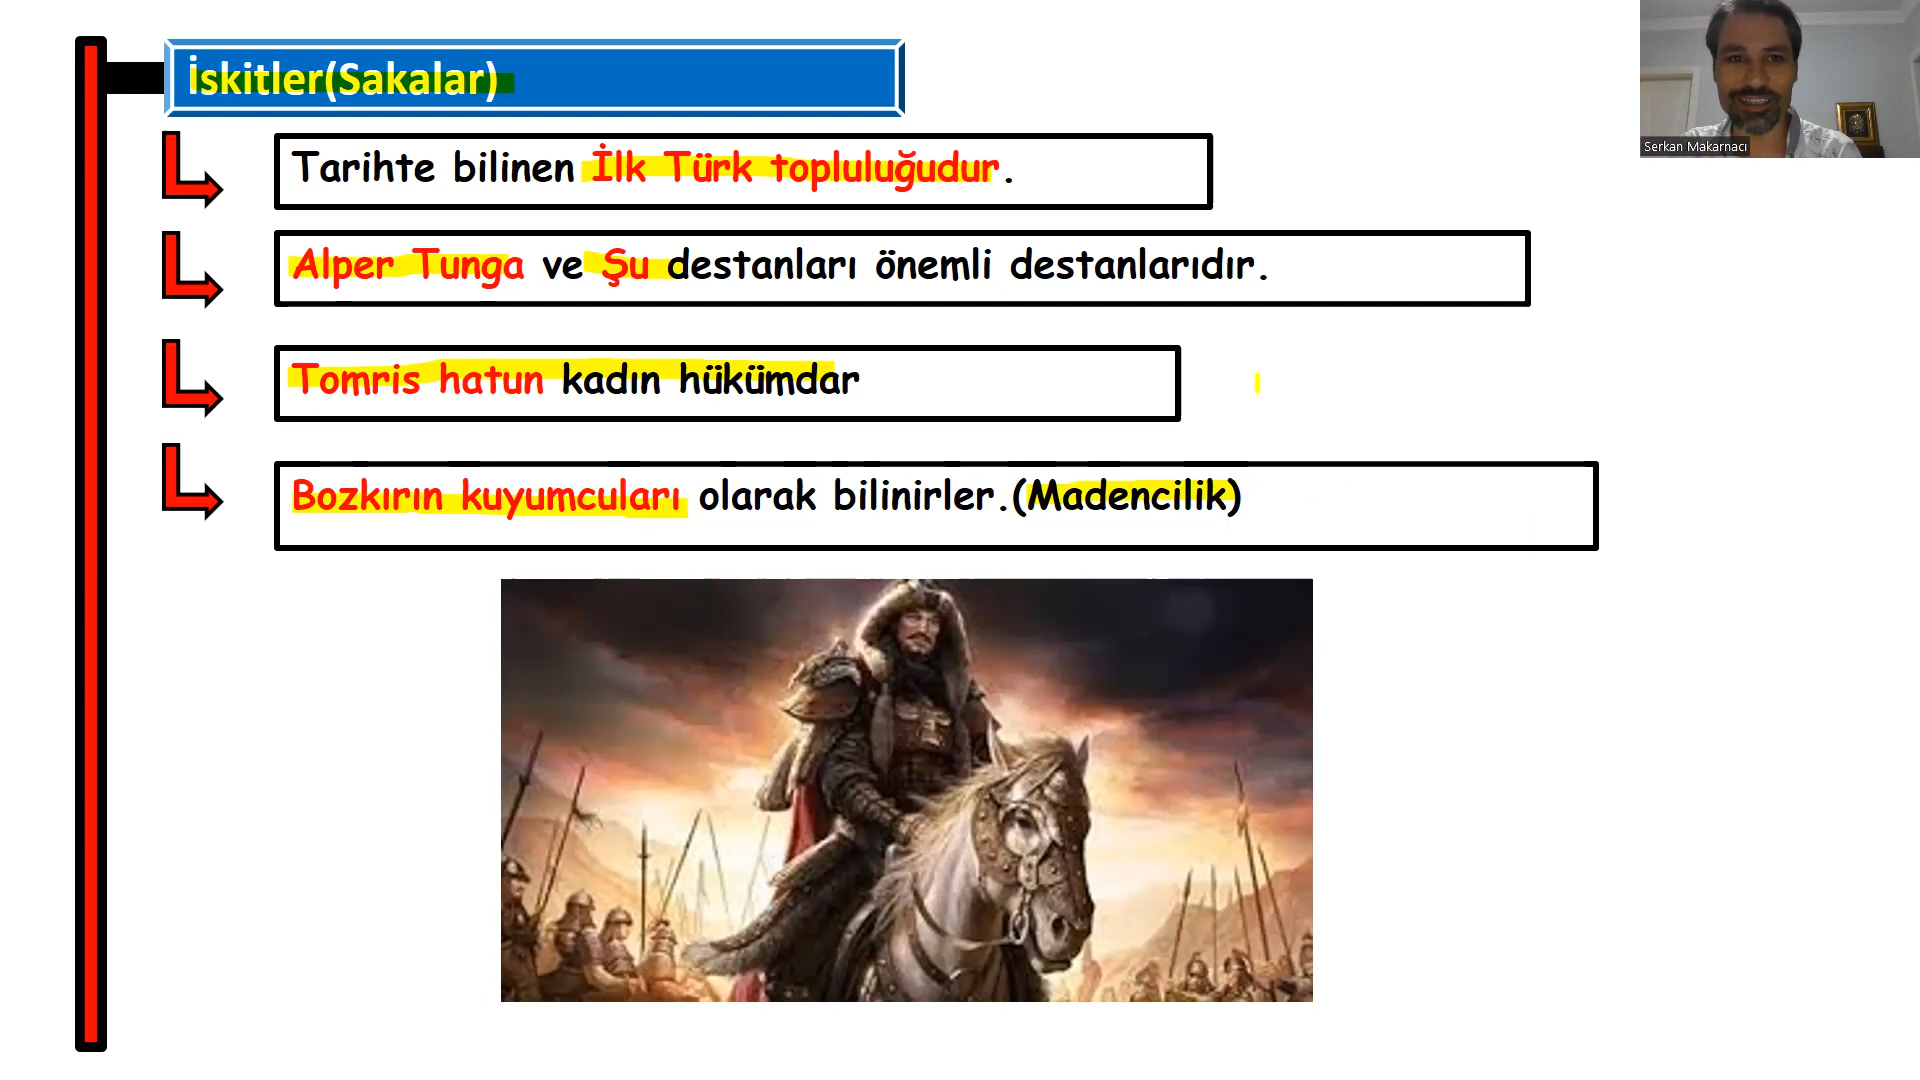 İskitler(Sakalar)
Tarihte bilinen İlk Türk topluluğudur.
Alper Tunga ve Şu destanları önemli destanlarıdır.
Tomris hatun kadın hükümdar
Bozkırın kuyumcuları olarak bilinirler.(Madencilik)
Serkan Makarnacı